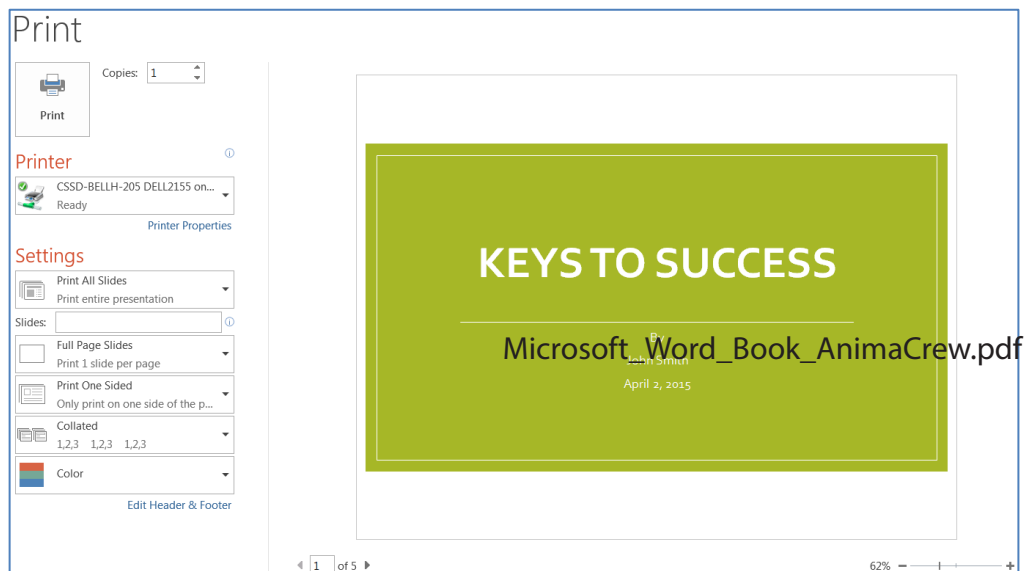 Print
Copies: 1
Print
Printer
CSSD-BELLH-205 DELL2155 on...
Ready
Printer Properties
Settings
Print All Slides
Print entire presentation
Slides:
Full Page Slides
Print 1 slide per page
Print One Sided
Only print on one side of the p...
Collated
1,2,3 1,2,3 1,2,3
Color
Edit Header & Footer
KEYS TO SUCCESS
By
Microsoft_Word_Book_AnimaCrew.pdf
John Smith
April 2, 2015
1 of 5
62%